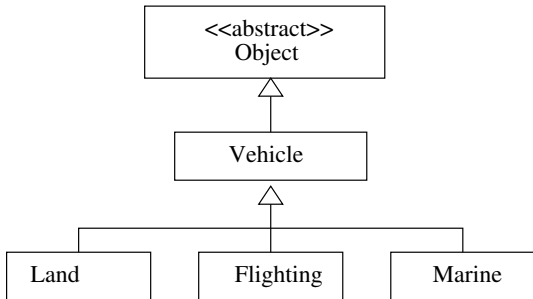 <<abstract>>
Object
Vehicle
Land
Flighting
Marine